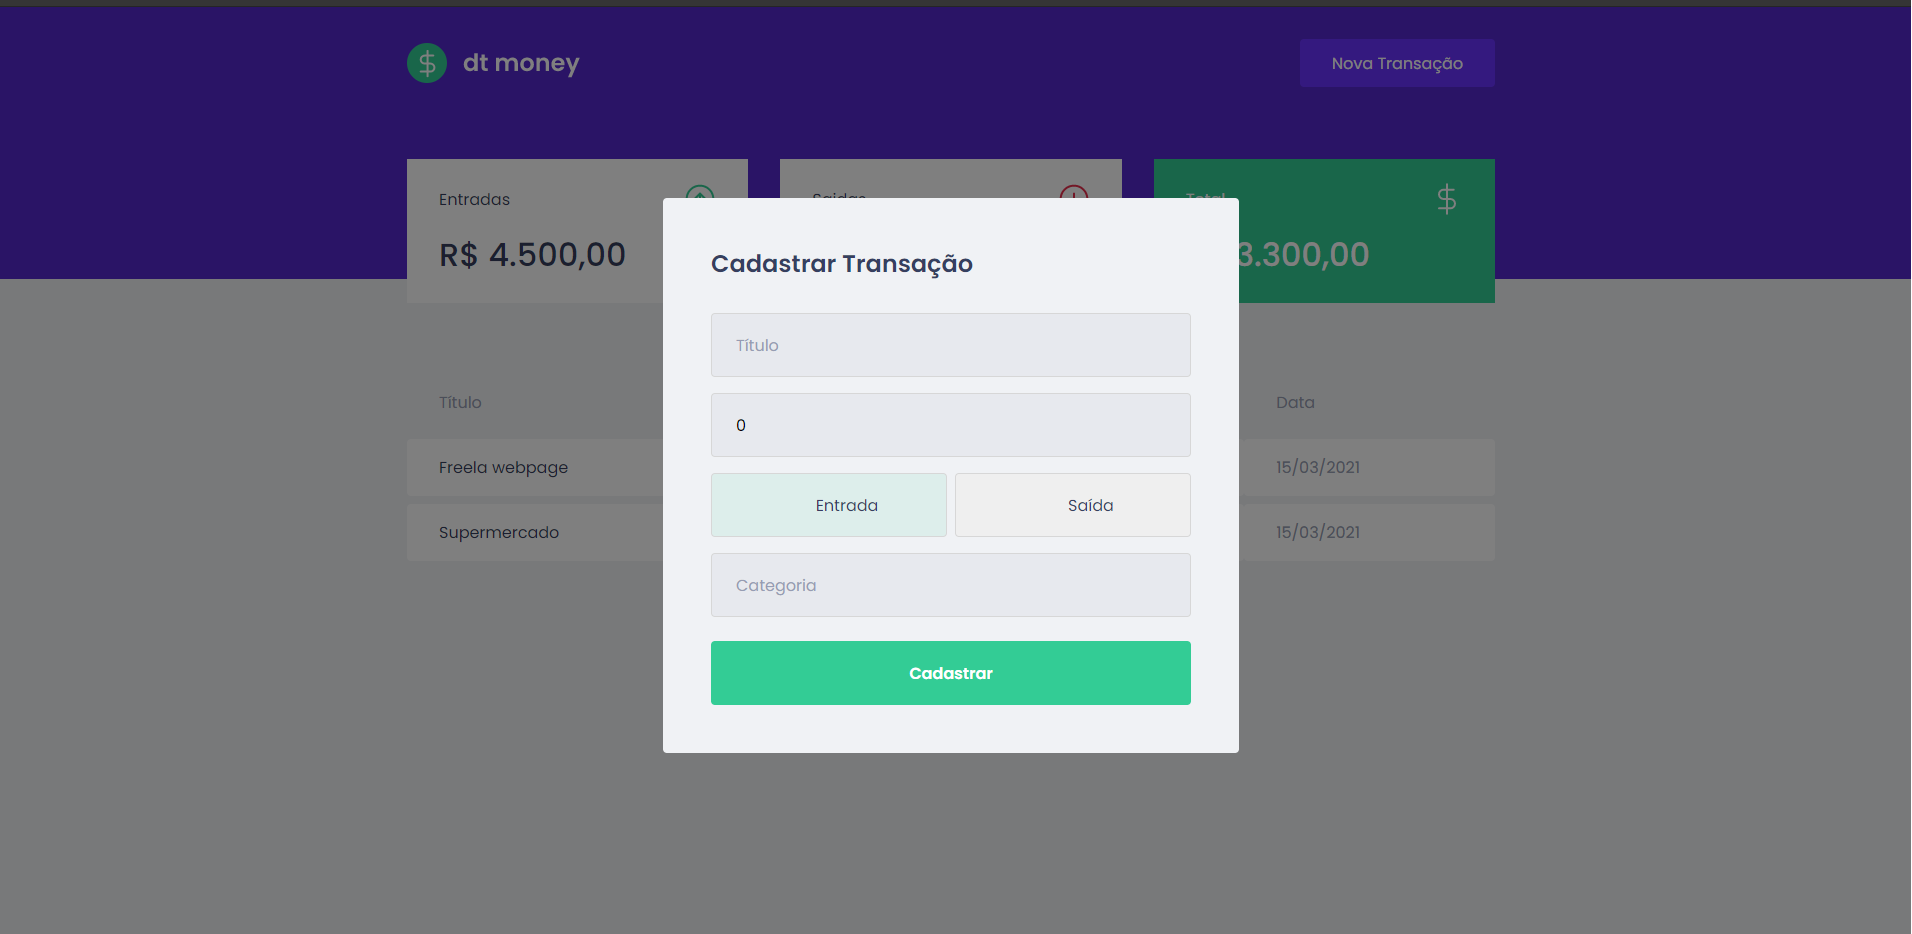 dt money
Nova Transação
Entradas
Saídas
Total
R$ 4.500,00
3.300,00
Cadastrar Transação
Título
0
Entrada
Saída
Categoria
Cadastrar
Título
Data
Freela webpage
15/03/2021
Supermercado
15/03/2021